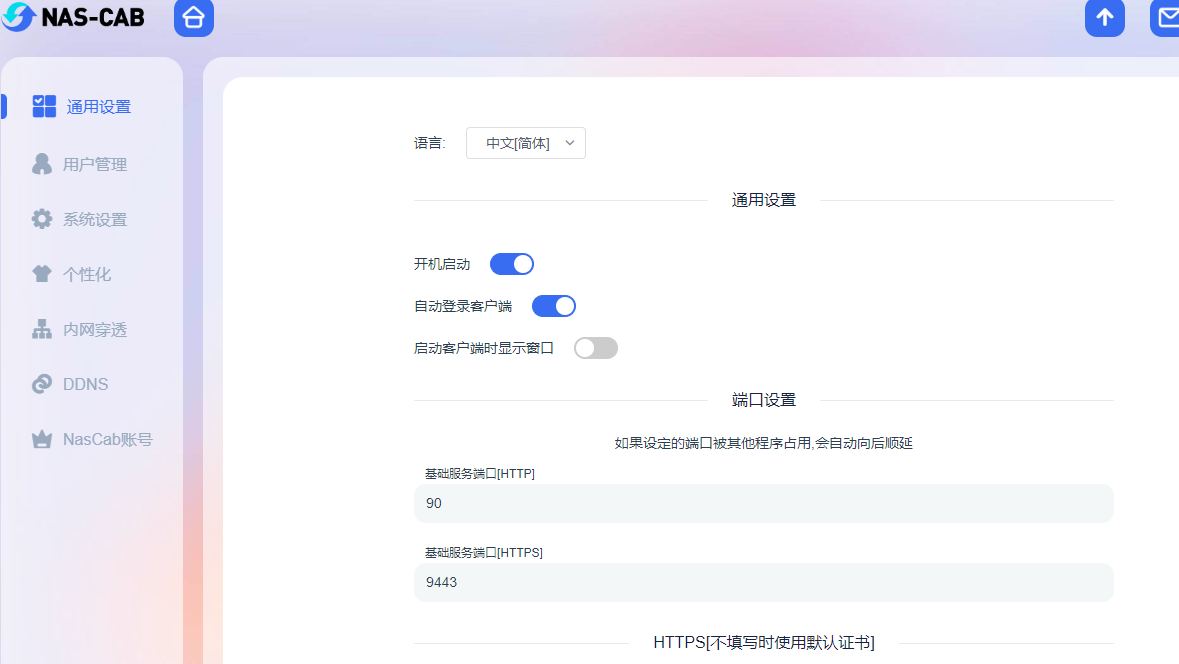 NAS-CAB
通用设置
用户管理
系统设置
个性化
内网穿透
DDNS
NasCab账号
语言:
中文[简体]
通用设置
开机启动
自动登录客户端
启动客户端时显示窗口
端口设置
如果设定的端口被其他程序占用,会自动向后顺延
基础服务端口[HTTP]
90
基础服务端口[HTTPS]
9443
HTTPS[不填写时使用默认证书]